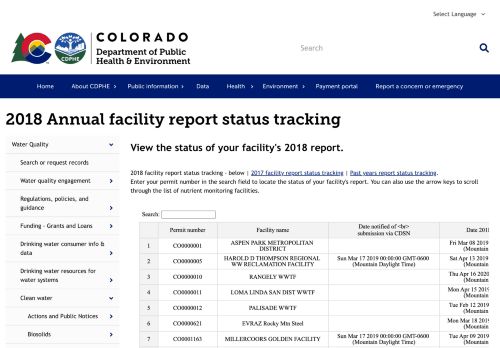 Select Language
COLORADO
Department of Public
Health & Environment
CDPHE
Search
Home About CDPHE Public information Data Health Environment Payment portal Report a concern or emergency
2018 Annual facility report status tracking
Water Quality
Search or request records
Water quality engagement
Regulations, policies, and
guidance
Funding - Grants and Loans
Drinking water consumer info &
data
Drinking water resources for
water systems
Clean water
Actions and Public Notices
Biosolids
View the status of your facility's 2018 report.
2018 facility report status tracking - below | 2017 facility report status tracking | Past years report status tracking.
Enter your permit number in the search field to locate the status of your facility's report. You can also use the arrow keys to scroll
through the list of nutrient monitoring facilities.
Search:
Permit number Facility name Date notified of <br> submission via CDSN Date 2018
1 CO0000001 ASPEN PARK METROPOLITAN DISTRICT Fri Mar 08 2019 (Mountain
2 CO0000005 HAROLD D THOMPSON REGIONAL WW RECLAMATION FACILITY Sun Mar 17 2019 00:00:00 GMT-0600 (Mountain Daylight Time) Sat Apr 13 2019 (Mountain
3 CO0000010 RANGELY WWTF Thu Apr 16 2020 (Mountain
4 CO0000011 LOMA LINDA SAN DIST WWTF Mon Apr 15 2019 (Mountain
5 CO0000012 PALISADE WWTF Tue Feb 12 2019 (Mountain
6 CO0000621 EVRAZ Rocky Mtn Steel Mon Mar 18 2019 (Mountain
7 CO0001163 MILLERCOORS GOLDEN FACILITY Sun Mar 17 2019 00:00:00 GMT-0600 (Mountain Daylight Time) Tue Apr 09 2019 (Mountain